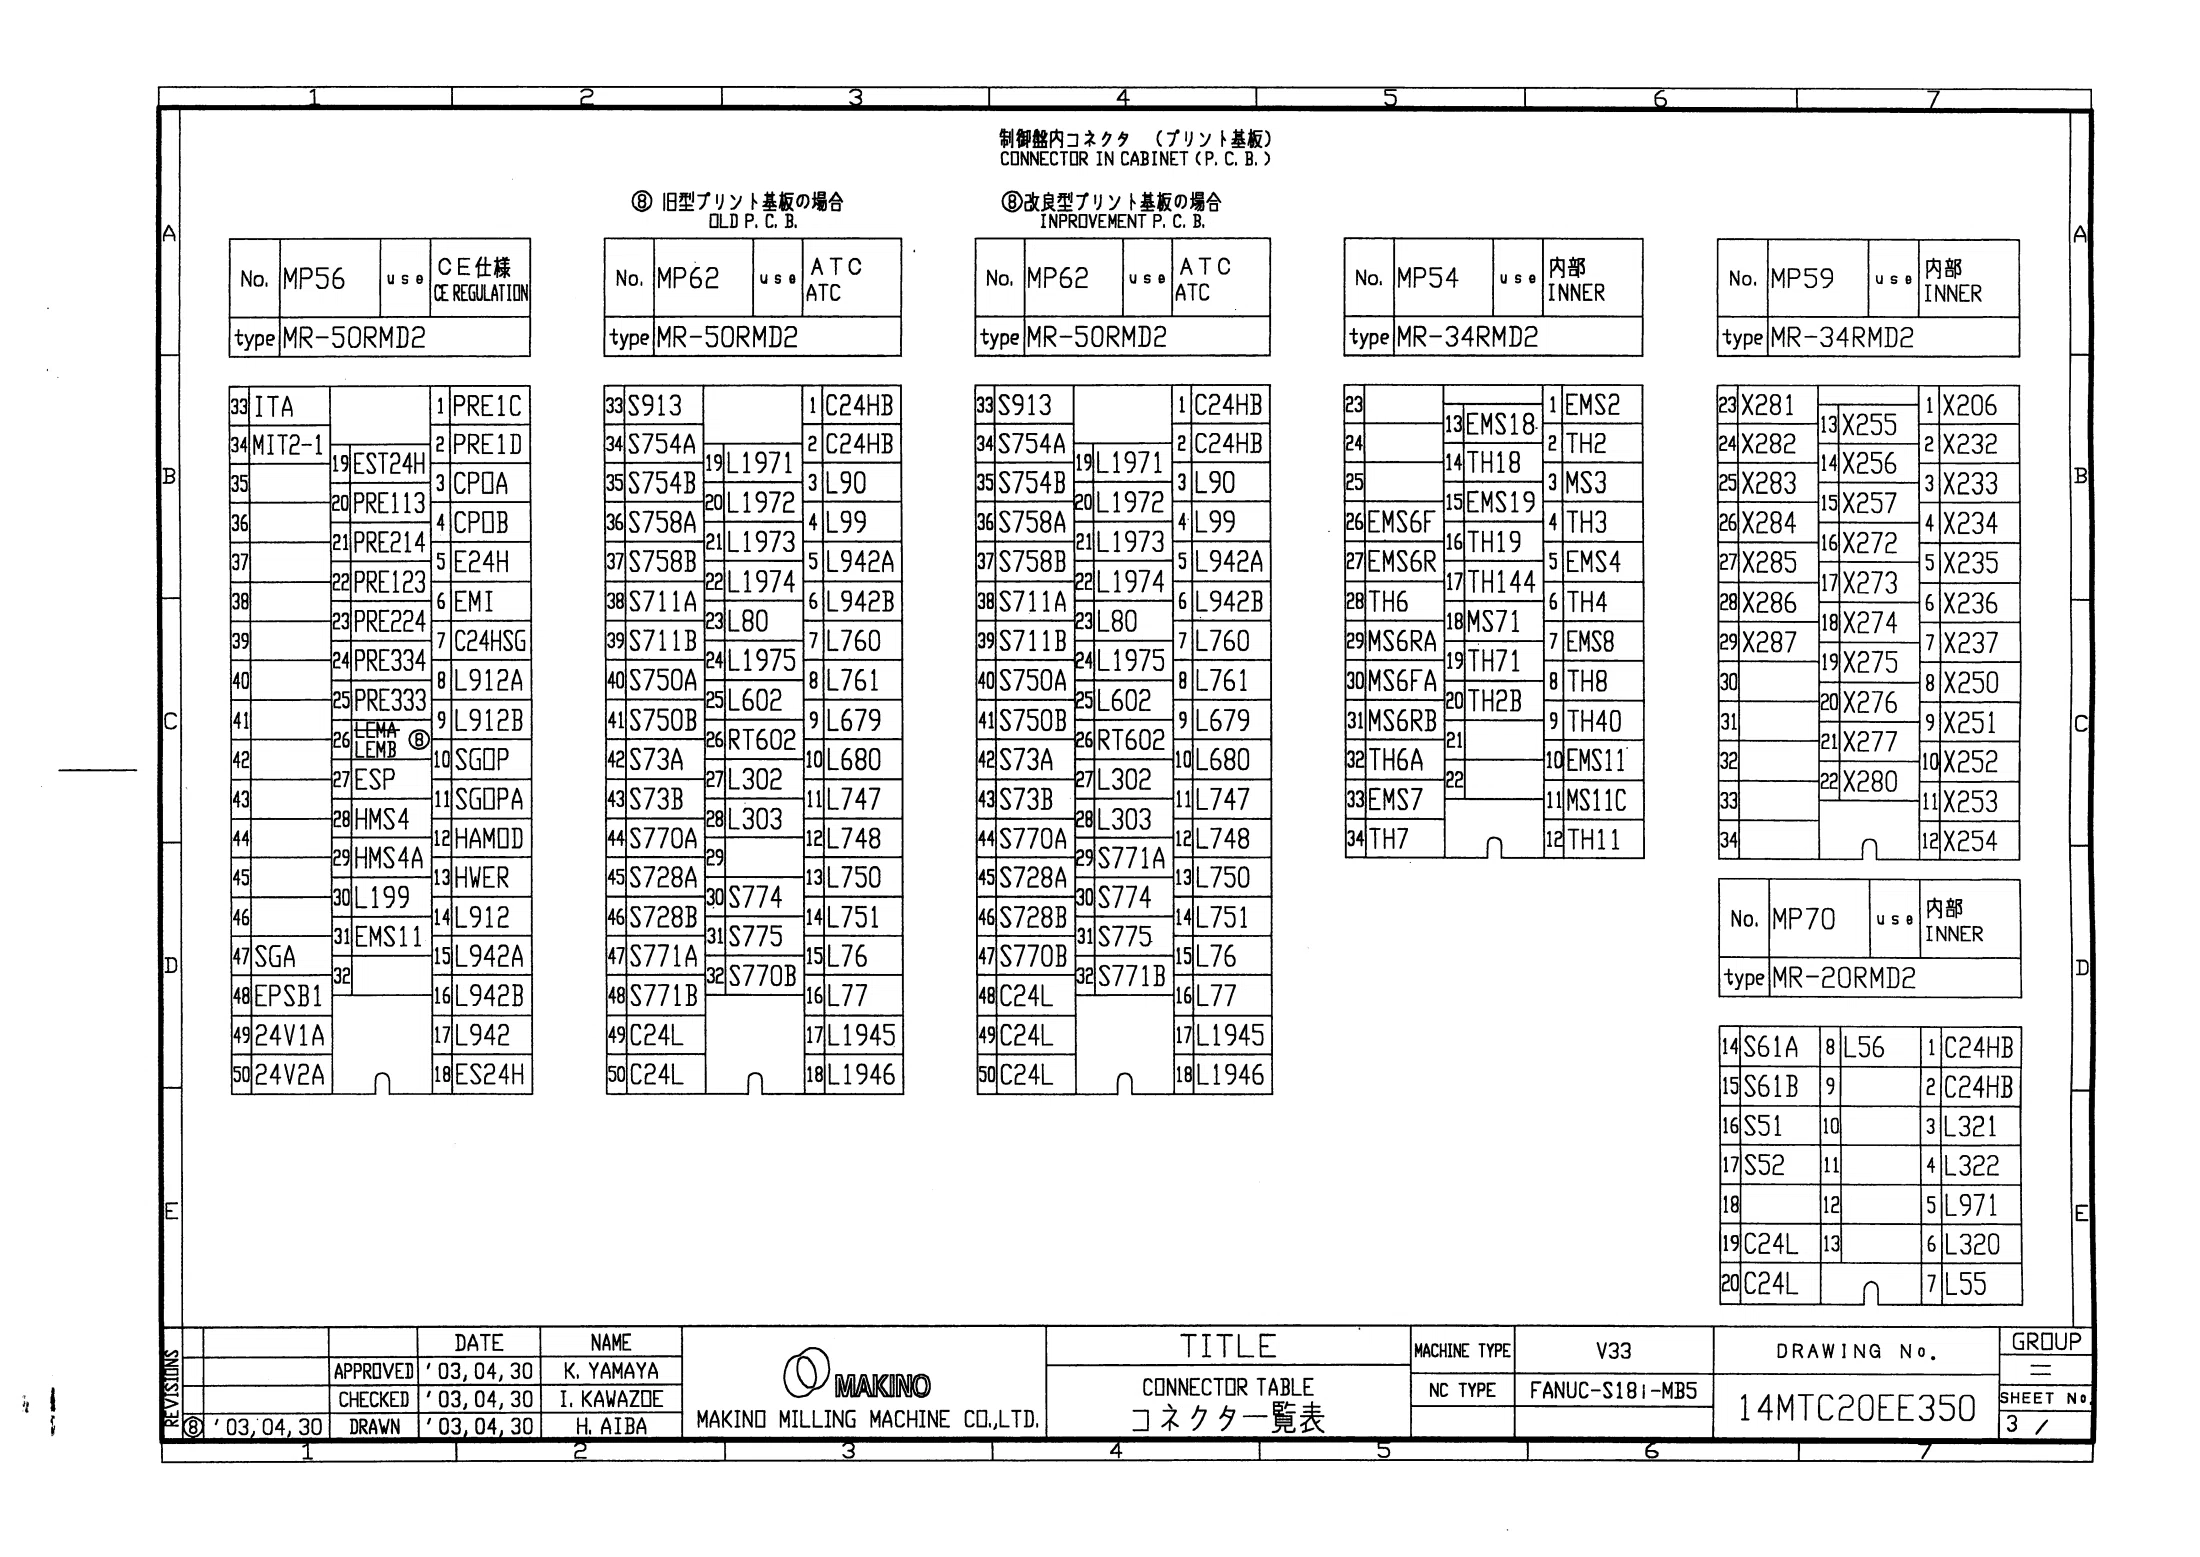 1 2 3 4 5 6 7
制御盤内コネクタ (プリント基板)
CONNECTOR IN CABINET (P. C. B.)
⑧ 旧型プリント基板の場合
OLD P. C. B.
⑧改良型プリント基板の場合
INPROVEMENT P. C. B.
A B C D E
No. MP56 use CE仕様
CE REGULATION
type MR-50RMD2
33 ITA
34 MIT2-1
35
36
37
38
39
40
41
42
43
44
45
46
47 SGA
48 EPSB1
49 24V1A
50 24V2A
19 EST24H
20 PRE113
21 PRE214
22 PRE123
23 PRE224
24 PRE334
25 PRE333
26 LEMA
LEMB ⑧
27 ESP
28 HMS4
29 HMS4A
30 L199
31 EMS11
32
1 PRE1C
2 PRE1D
3 CPOA
4 CPOB
5 E24H
6 EMI
7 C24HSG
8 L912A
9 L912B
10 SGOP
11 SGOPA
12 HAMOD
13 HWER
14 L912
15 L942A
16 L942B
17 L942
18 ES24H
No. MP62 use ATC
ATC
type MR-50RMD2
33 S913
34 S754A
35 S754B
36 S758A
37 S758B
38 S711A
39 S711B
40 S750A
41 S750B
42 S73A
43 S73B
44 S770A
45 S728A
46 S728B
47 S771A
48 S771B
49 C24L
50 C24L
19 L1971
20 L1972
21 L1973
22 L1974
23 L80
24 L1975
25 L602
26 RT602
27 L302
28 L303
29
30 S774
31 S775
32 S770B
1 C24HB
2 C24HB
3 L90
4 L99
5 L942A
6 L942B
7 L760
8 L761
9 L679
10 L680
11 L747
12 L748
13 L750
14 L751
15 L76
16 L77
17 L1945
18 L1946
No. MP62 use ATC
ATC
type MR-50RMD2
33 S913
34 S754A
35 S754B
36 S758A
37 S758B
38 S711A
39 S711B
40 S750A
41 S750B
42 S73A
43 S73B
44 S770A
45 S728A
46 S728B
47 S770B
48 C24L
49 C24L
50 C24L
19 L1971
20 L1972
21 L1973
22 L1974
23 L80
24 L1975
25 L602
26 RT602
27 L302
28 L303
29 S771A
30 S774
31 S775
32 S771B
1 C24HB
2 C24HB
3 L90
4 L99
5 L942A
6 L942B
7 L760
8 L761
9 L679
10 L680
11 L747
12 L748
13 L750
14 L751
15 L76
16 L77
17 L1945
18 L1946
No. MP54 use 内部
INNER
type MR-34RMD2
23
24
25
26 EMS6F
27 EMS6R
28 TH6
29 MS6RA
30 MS6FA
31 MS6RB
32 TH6A
33 EMS7
34 TH7
13 EMS18
14 TH18
15 EMS19
16 TH19
17 TH144
18 MS71
19 TH71
20 TH2B
21
22
1 EMS2
2 TH2
3 MS3
4 TH3
5 EMS4
6 TH4
7 EMS8
8 TH8
9 TH40
10 EMS11
11 MS11C
12 TH11
No. MP59 use 内部
INNER
type MR-34RMD2
23 X281
24 X282
25 X283
26 X284
27 X285
28 X286
29 X287
30
31
32
33
34
13 X255
14 X256
15 X257
16 X272
17 X273
18 X274
19 X275
20 X276
21 X277
22 X280
1 X206
2 X232
3 X233
4 X234
5 X235
6 X236
7 X237
8 X250
9 X251
10 X252
11 X253
12 X254
No. MP70 use 内部
INNER
type MR-20RMD2
14 S61A
15 S61B
16 S51
17 S52
18
19 C24L
20 C24L
8 L56
9
10
11
12
13
1 C24HB
2 C24HB
3 L321
4 L322
5 L971
6 L320
7 L55
A B C D E
REVISIONS
⑧ '03,04,30
DATE NAME
APPROVED '03,04,30 K. YAMAYA
CHECKED '03,04,30 I. KAWAZOE
DRAWN '03,04,30 H. AIBA
MAKINO
MAKINO MILLING MACHINE CO.,LTD.
TITLE
CONNECTOR TABLE
コネクタ一覧表
MACHINE TYPE V33
NC TYPE FANUC-S18i-MB5
DRAWING No.
14MTC20EE350
GROUP
二
SHEET No.
3 /
1 2 3 4 5 6 7